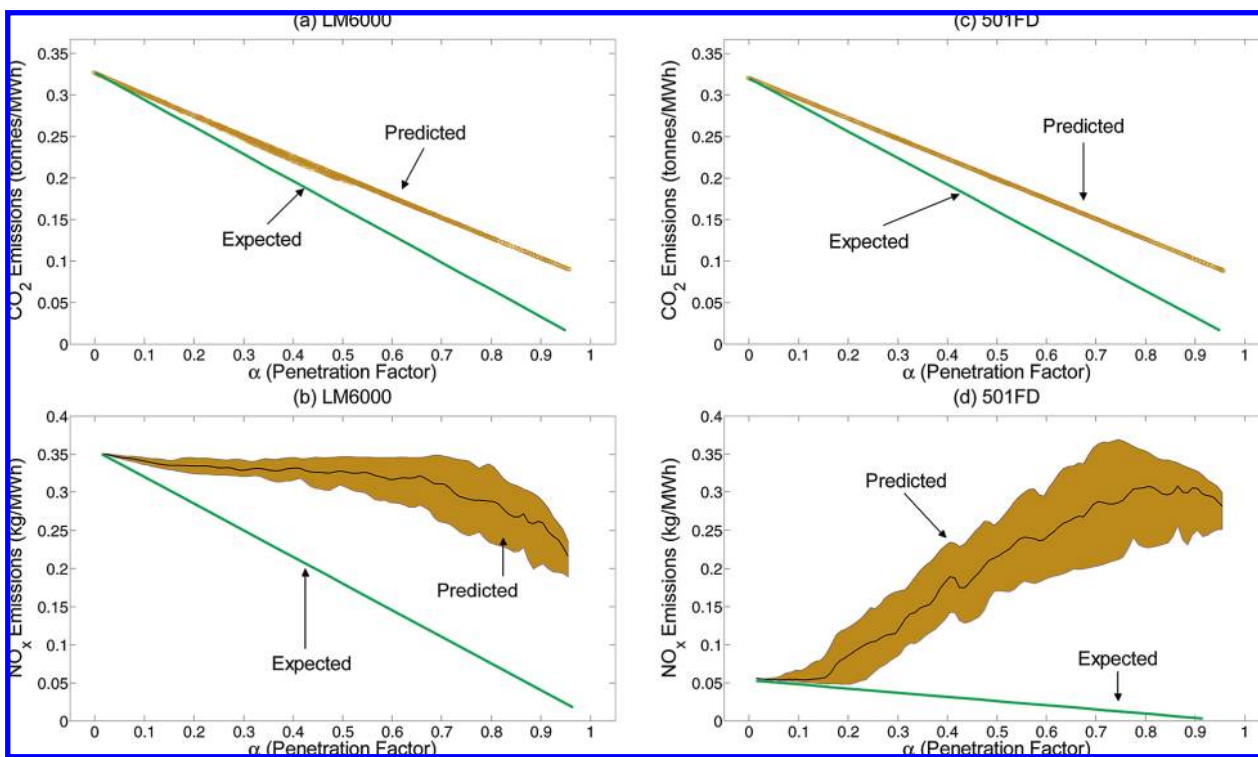 (a) LM6000
CO2 Emissions (tonnes/MWh)
0.35
0.3
0.25
0.2
0.15
0.1
0.05
0
Predicted
Expected
0 0.1 0.2 0.3 0.4 0.5 0.6 0.7 0.8 0.9 1
α (Penetration Factor)
(c) 501FD
CO2 Emissions (tonnes/MWh)
0.35
0.3
0.25
0.2
0.15
0.1
0.05
0
Predicted
Expected
0 0.1 0.2 0.3 0.4 0.5 0.6 0.7 0.8 0.9 1
α (Penetration Factor)
(b) LM6000
NOx Emissions (kg/MWh)
0.4
0.35
0.3
0.25
0.2
0.15
0.1
0.05
0
Predicted
Expected
0 0.1 0.2 0.3 0.4 0.5 0.6 0.7 0.8 0.9 1
α (Penetration Factor)
(d) 501FD
NOx Emissions (kg/MWh)
0.4
0.35
0.3
0.25
0.2
0.15
0.1
0.05
0
Predicted
Expected
0 0.1 0.2 0.3 0.4 0.5 0.6 0.7 0.8 0.9 1
α (Penetration Factor)